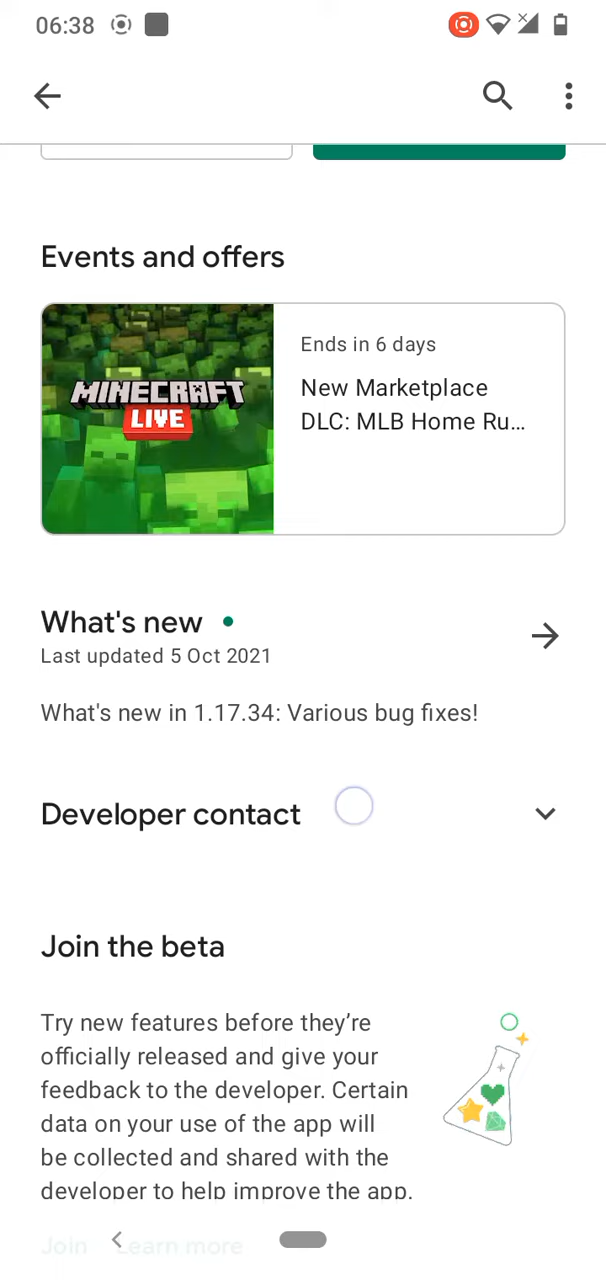 06:38
Events and offers
MINECRAFT
LIVE
Ends in 6 days
New Marketplace
DLC: MLB Home Ru...
What's new
Last updated 5 Oct 2021
What's new in 1.17.34: Various bug fixes!
Developer contact
Join the beta
Try new features before they're
officially released and give your
feedback to the developer. Certain
data on your use of the app will
be collected and shared with the
developer to help improve the app.
Join Learn more